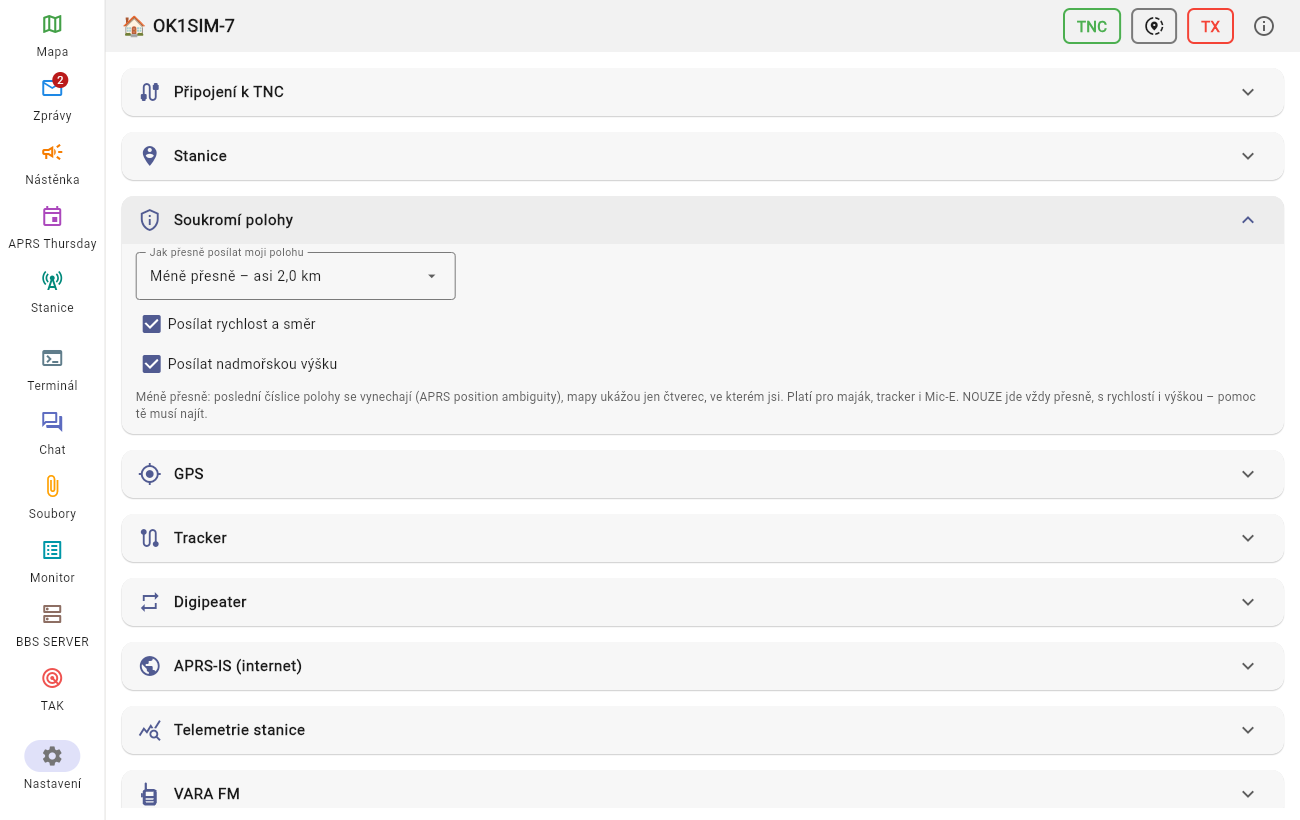 OK1SIM-7
TNC
TX
Mapa
2
Zprávy
Nástěnka
APRS Thursday
Stanice
Terminál
Chat
Soubory
Monitor
BBS SERVER
TAK
Nastavení
Připojení k TNC
Stanice
Soukromí polohy
Jak přesně posílat moji polohu
Méně přesně – asi 2,0 km
Posílat rychlost a směr
Posílat nadmořskou výšku
Méně přesně: poslední číslice polohy se vynechají (APRS position ambiguity), mapy ukážou jen čtverec, ve kterém jsi. Platí pro maják, tracker i Mic-E. NOUZE jde vždy přesně, s rychlostí i výškou – pomoc
tě musí najít.
GPS
Tracker
Digipeater
APRS-IS (internet)
Telemetrie stanice
VARA FM